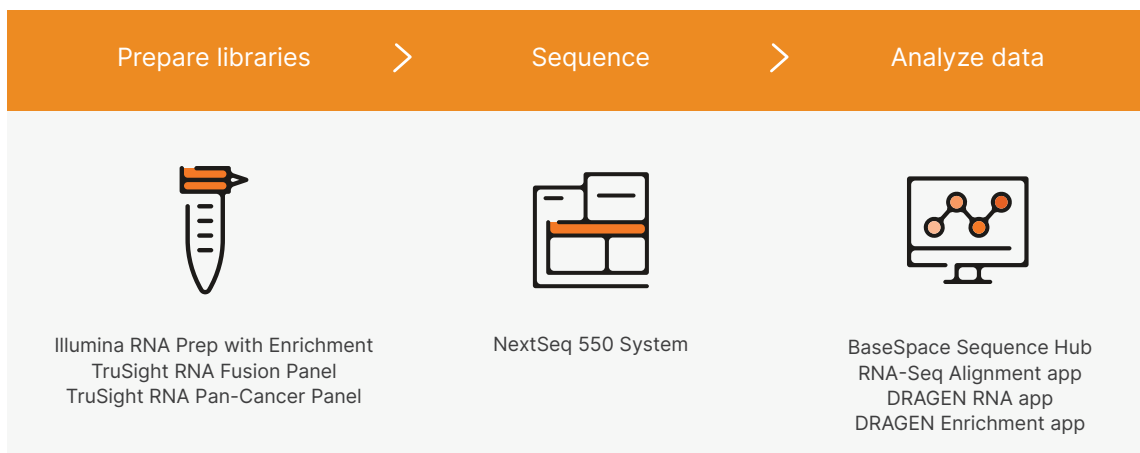 Prepare libraries
Sequence
Analyze data
Illumina RNA Prep with Enrichment
TruSight RNA Fusion Panel
TruSight RNA Pan-Cancer Panel
NextSeq 550 System
BaseSpace Sequence Hub
RNA-Seq Alignment app
DRAGEN RNA app
DRAGEN Enrichment app